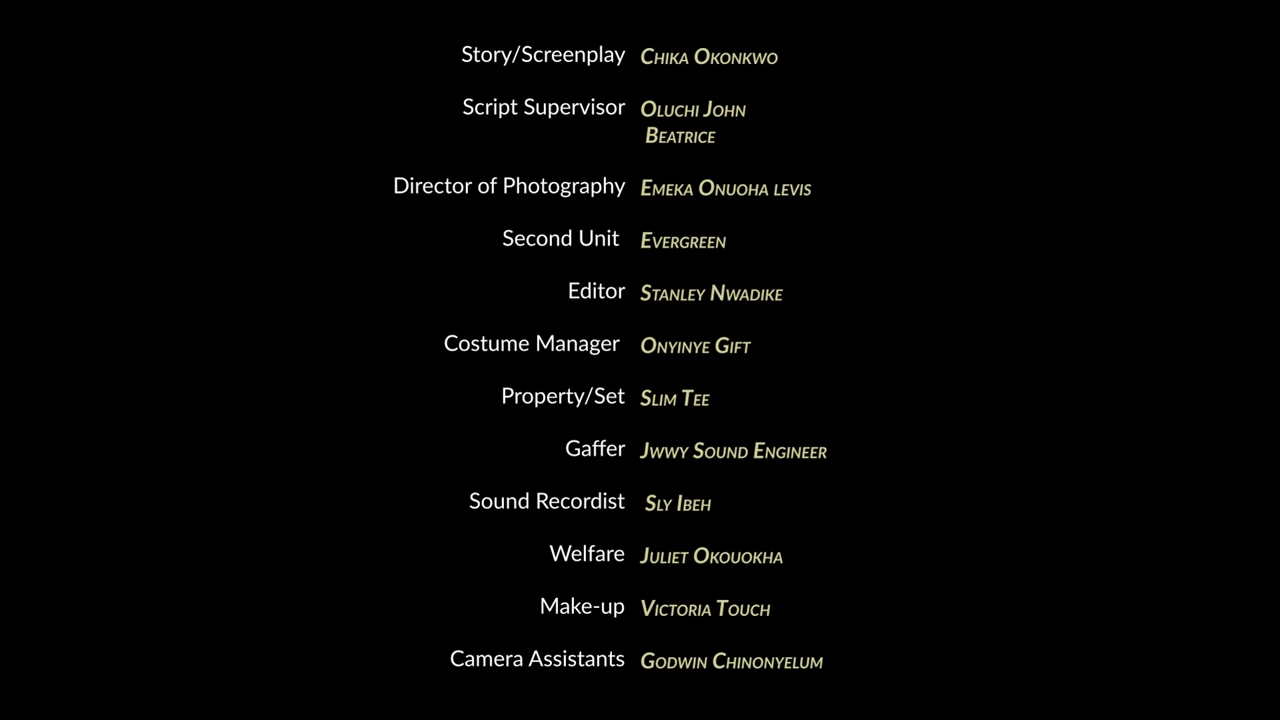 Story/Screenplay Chika Okonkwo
Script Supervisor Oluchi John
Beatrice
Director of Photography Emeka Onuoha levis
Second Unit Evergreen
Editor Stanley Nwadike
Costume Manager Onyinye Gift
Property/Set Slim Tee
Gaffer Jwwy Sound Engineer
Sound Recordist Sly Ibeh
Welfare Juliet Okouokha
Make-up Victoria Touch
Camera Assistants Godwin Chinonyelum